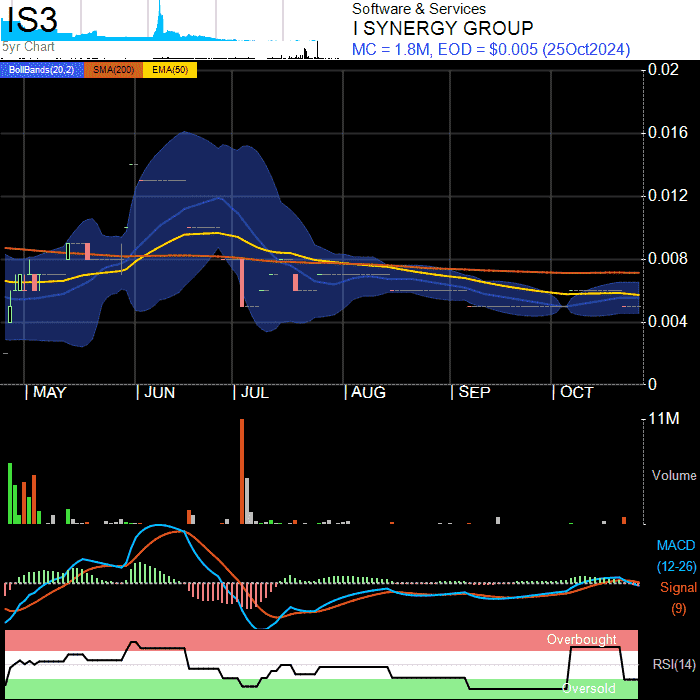 IS3
5yr Chart
Software & Services
I SYNERGY GROUP
MC = 1.8M, EOD = $0.005 (25Oct2024)
BollBands(20,2) SMA(200) EMA(50)
0.02
0.016
0.012
0.008
0.004
0
MAY JUN JUL AUG SEP OCT
11M
Volume
MACD
(12-26)
Signal
(9)
Overbought
RSI(14)
Oversold